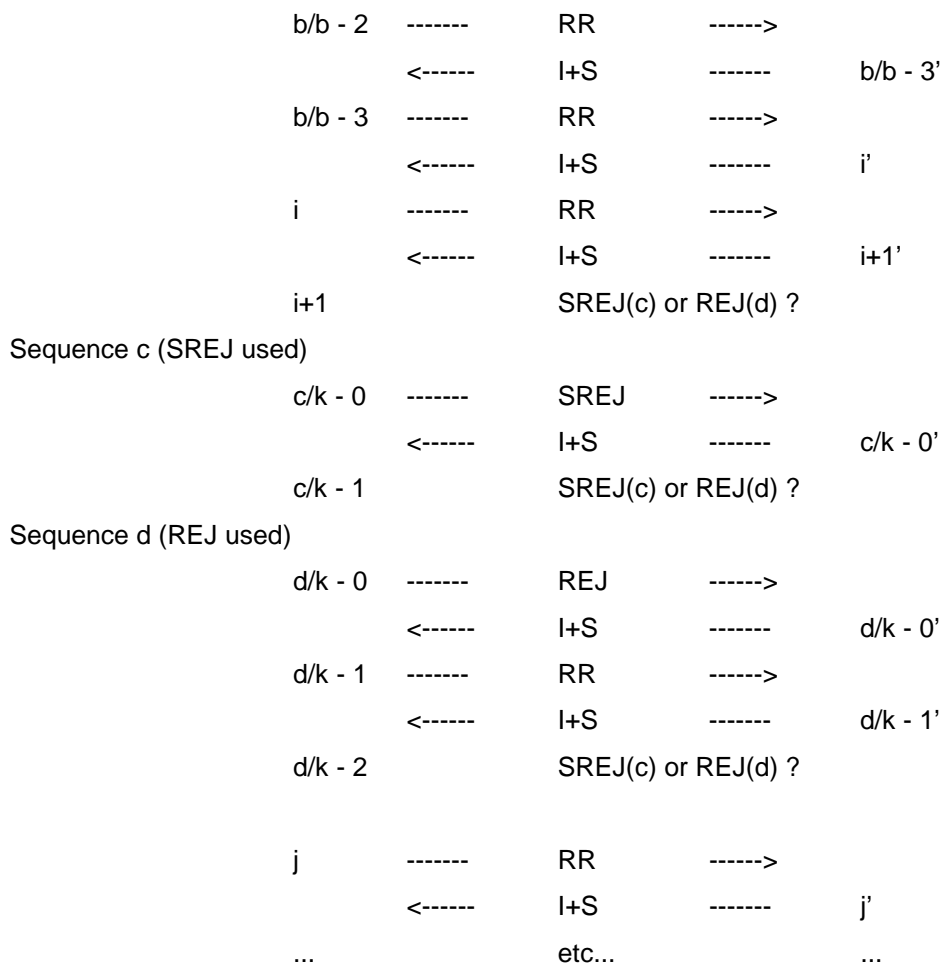 b/b - 2 ------- RR ------>
<------ I+S ------- b/b - 3’
b/b - 3 ------- RR ------>
<------ I+S ------- i’
i ------- RR ------>
<------ I+S ------- i+1’
i+1 SREJ(c) or REJ(d) ?
Sequence c (SREJ used)
c/k - 0 ------- SREJ ------>
<------ I+S ------- c/k - 0’
c/k - 1 SREJ(c) or REJ(d) ?
Sequence d (REJ used)
d/k - 0 ------- REJ ------>
<------ I+S ------- d/k - 0’
d/k - 1 ------- RR ------>
<------ I+S ------- d/k - 1’
d/k - 2 SREJ(c) or REJ(d) ?
j ------- RR ------>
<------ I+S ------- j’
... etc... ...